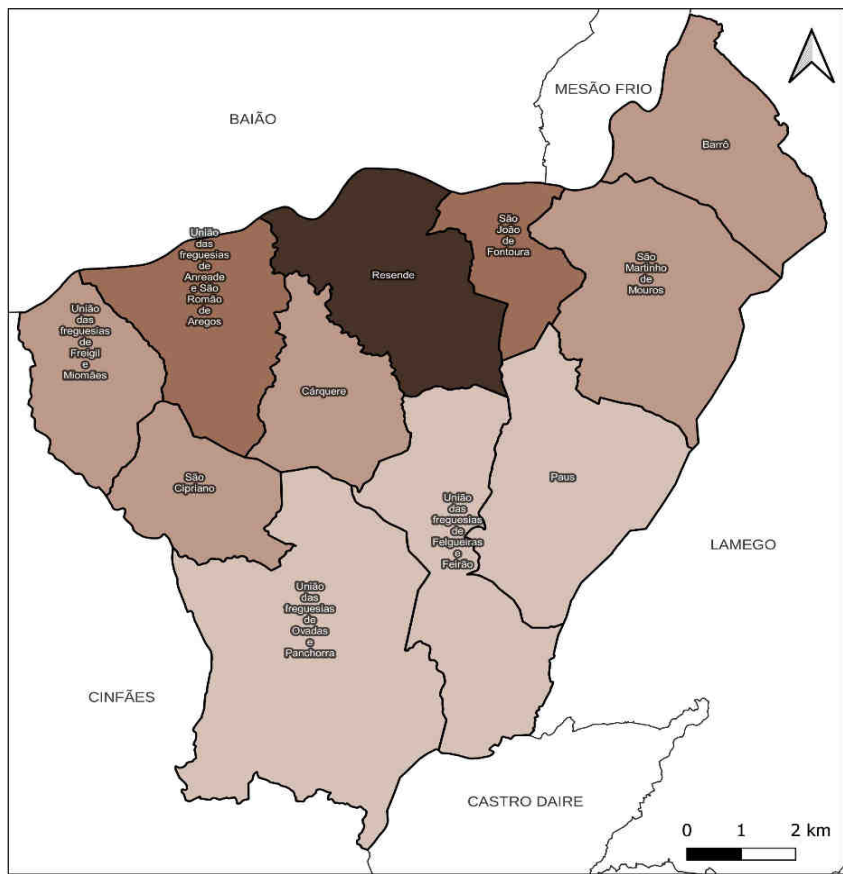 MESÃO FRIO
BAIÃO
Barrô
União
das
freguesias
de
Anreade
e São
Romão
de
Aregos
São
João
de
Fontoura
Resende
São
Martinho
de
Mouros
União
das
freguesias
de
Freigil
e
Miomães
Cárquere
São
Cipriano
Paus
União
das
freguesias
de
Felgueiras
e
Feirão
LAMEGO
União
das
freguesias
de
Ovadas
e
Panchorra
CINFÃES
CASTRO DAIRE
0 1 2 km